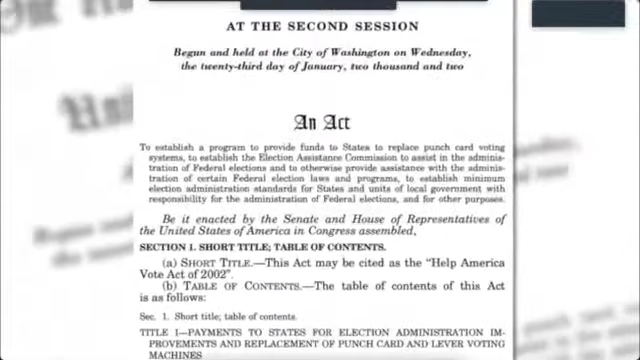 AT THE SECOND SESSION
Begun and held at the City of Washington on Wednesday,
the twenty-third day of January, two thousand and two
An Act
To establish a program to provide funds to States to replace punch card voting
systems, to establish the Election Assistance Commission to assist in the adminis-
tration of Federal elections and to otherwise provide assistance with the adminis-
tration of certain Federal election laws and programs, to establish minimum
election administration standards for States and units of local government with
responsibility for the administration of Federal elections, and for other purposes.
Be it enacted by the Senate and House of Representatives of
the United States of America in Congress assembled,
SECTION 1. SHORT TITLE; TABLE OF CONTENTS.
(a) SHORT TITLE.—This Act may be cited as the “Help America
Vote Act of 2002”.
(b) TABLE OF CONTENTS.—The table of contents of this Act
is as follows:
Sec. 1. Short title; table of contents.
TITLE I—PAYMENTS TO STATES FOR ELECTION ADMINISTRATION IM-
PROVEMENTS AND REPLACEMENT OF PUNCH CARD AND LEVER VOTING
MACHINES